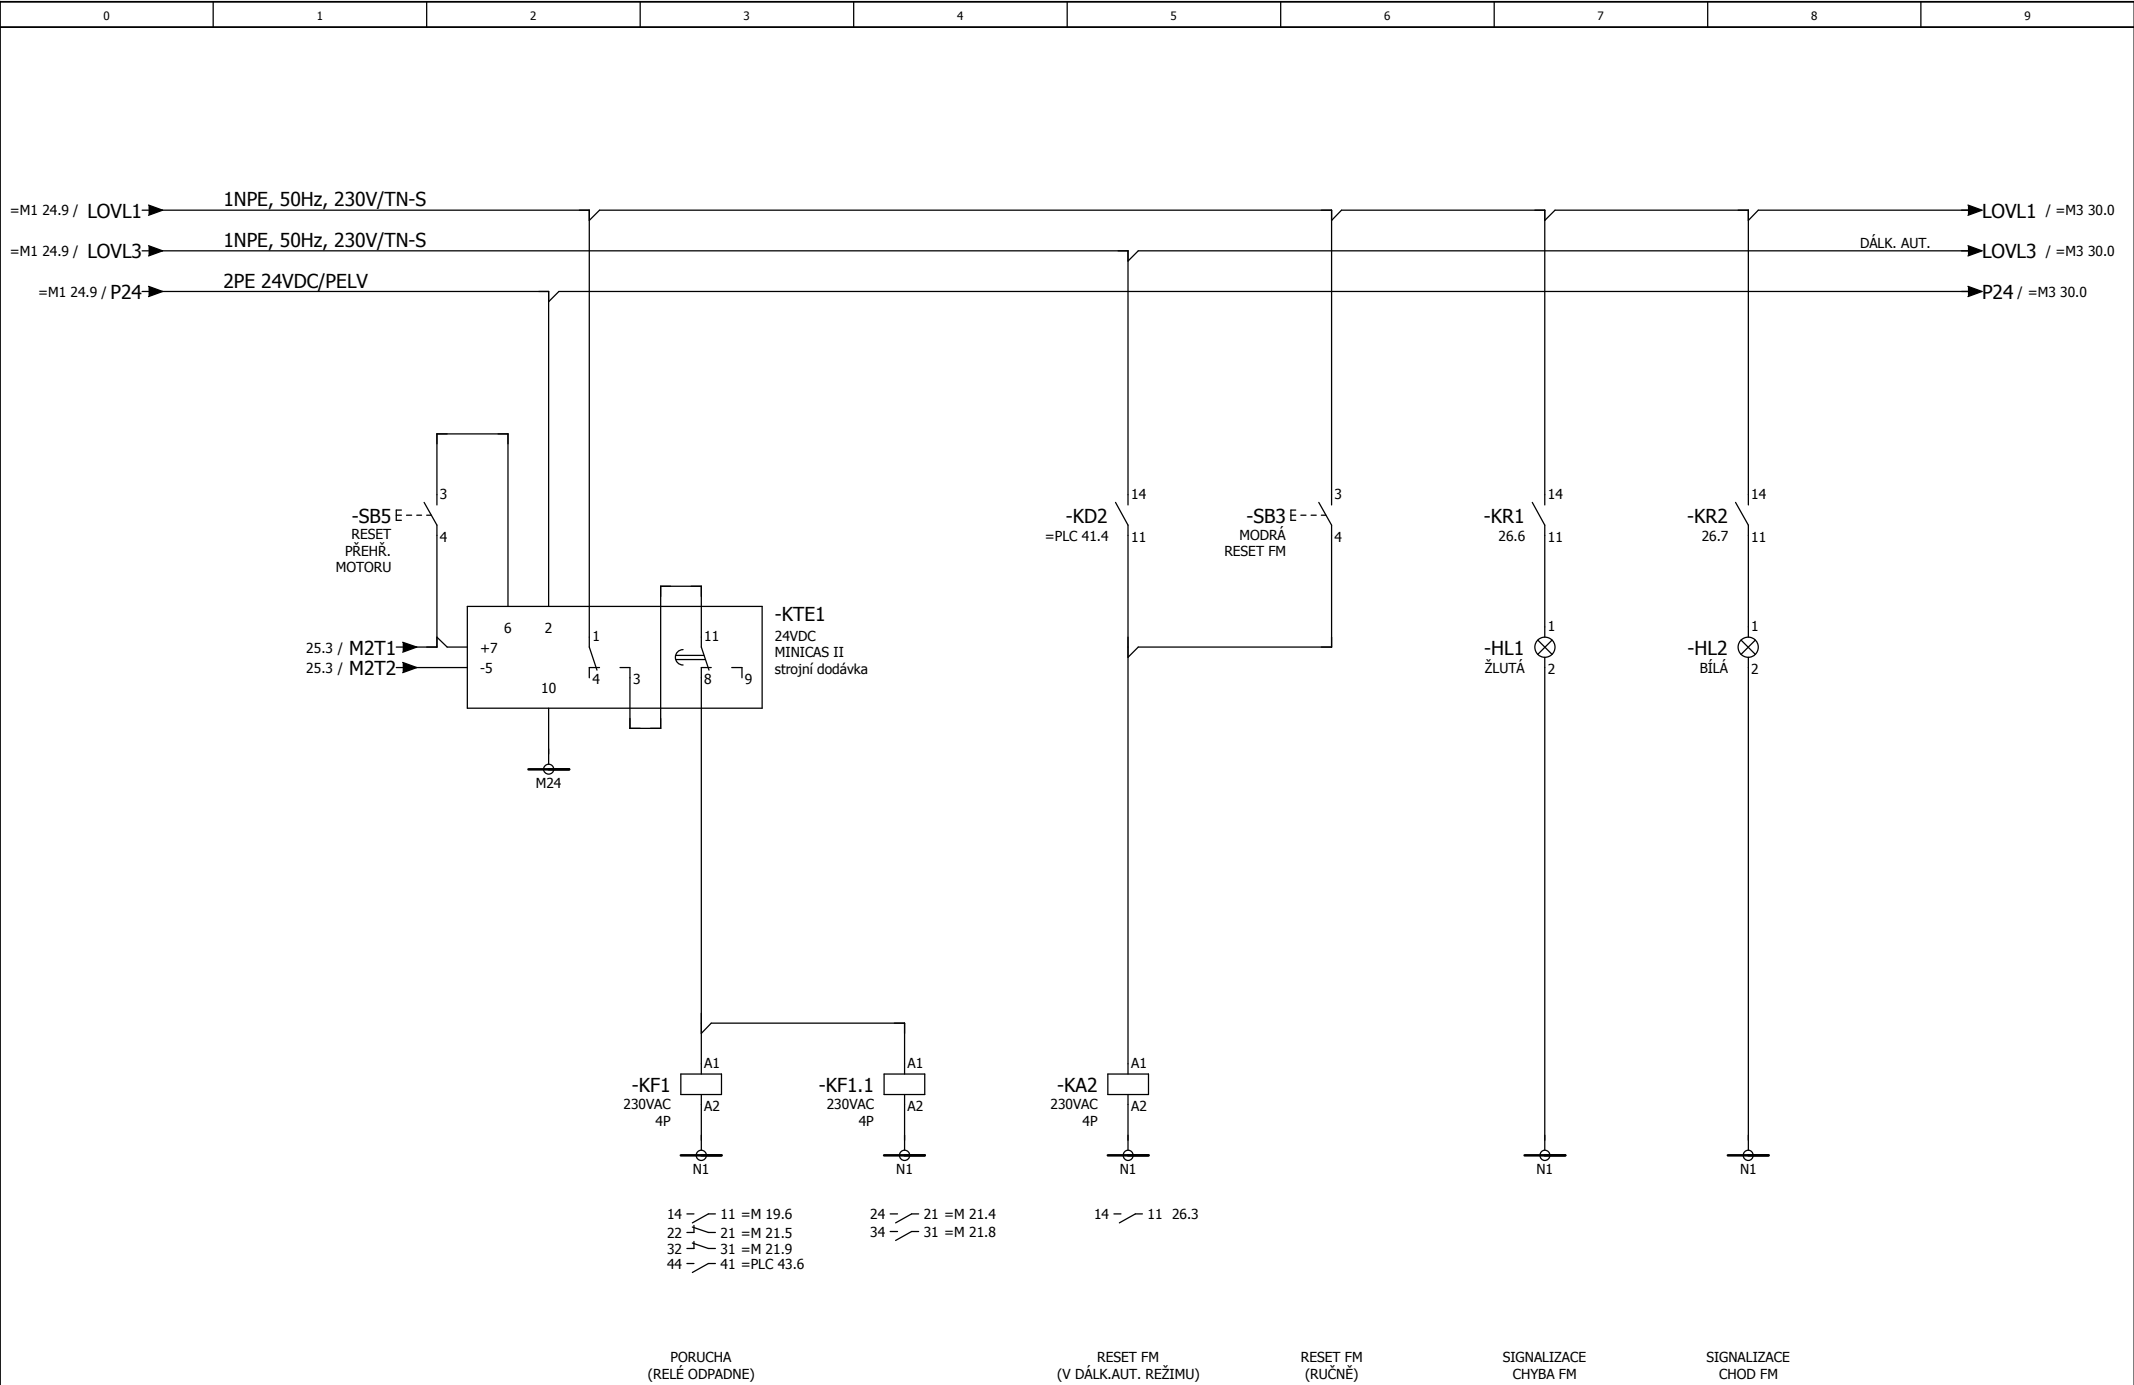 0 1 2 3 4 5 6 7 8 9
=M1 24.9 / LOVL1 1NPE, 50Hz, 230V/TN-S LOVL1 / =M3 30.0
=M1 24.9 / LOVL3 1NPE, 50Hz, 230V/TN-S DÁLK. AUT. LOVL3 / =M3 30.0
=M1 24.9 / P24 2PE 24VDC/PELV P24 / =M3 30.0
3
-SB5
RESET
PŘEHŘ.
MOTORU
4
14
-KD2
=PLC 41.4
11
3
-SB3
MODRÁ
RESET FM
4
14
-KR1
26.6
11
14
-KR2
26.7
11
-KTE1
24VDC
MINICAS II
strojní dodávka
6 2 1 11
25.3 / M2T1 +7
25.3 / M2T2 -5
4 3 8 9
10
M24
1
-HL1
ŽLUTÁ
2
1
-HL2
BÍLÁ
2
A1
-KF1
230VAC
4P
A2
N1
A1
-KF1.1
230VAC
4P
A2
N1
A1
-KA2
230VAC
4P
A2
N1
N1
N1
14 11 =M 19.6
22 21 =M 21.5
32 31 =M 21.9
44 41 =PLC 43.6
24 21 =M 21.4
34 31 =M 21.8
14 11 26.3
PORUCHA
(RELÉ ODPADNE)
RESET FM
(V DÁLK.AUT. REŽIMU)
RESET FM
(RUČNĚ)
SIGNALIZACE
CHYBA FM
SIGNALIZACE
CHOD FM